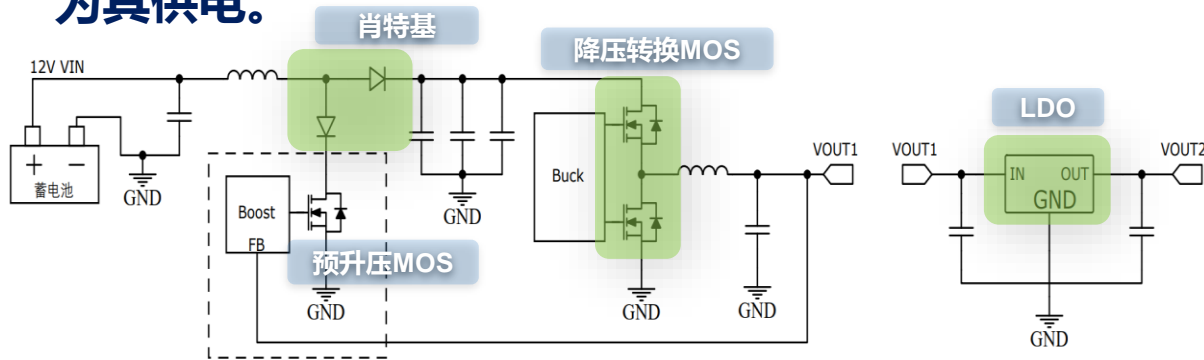 为其供电。
肖特基
降压转换MOS
12V VIN
LDO
+ −
蓄电池
GND
Boost
FB
预升压MOS
GND
GND
Buck
VOUT1
GND
GND
VOUT1
IN OUT
GND
VOUT2
GND